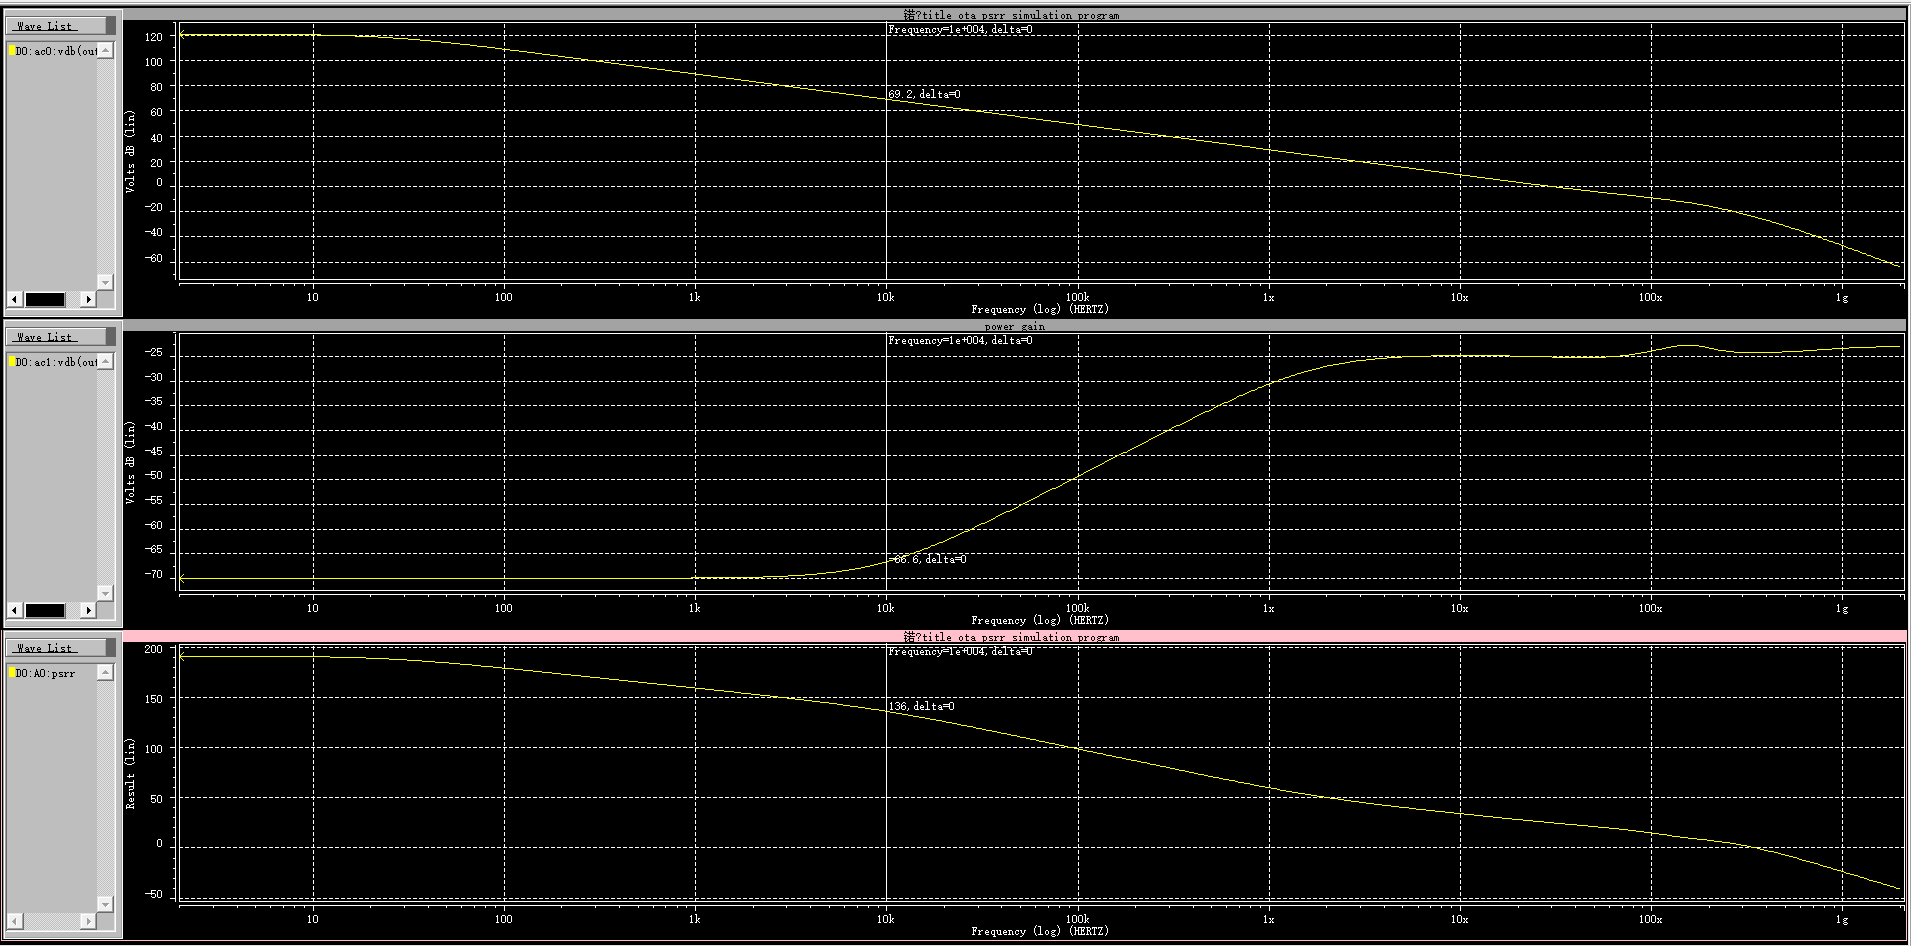 锘?title ota psrr simulation program
Wave List
D0:ac0:vdb(out
Frequency=1e+004, delta=0
69.2, delta=0
Volts dB (lin)
120
100
80
60
40
20
0
-20
-40
-60
10
100
1k
10k
100k
1x
10x
100x
1g
Frequency (log) (HERTZ)
power gain
Wave List
D0:ac1:vdb(out
Frequency=1e+004, delta=0
-66.6, delta=0
Volts dB (lin)
-25
-30
-35
-40
-45
-50
-55
-60
-65
-70
10
100
1k
10k
100k
1x
10x
100x
1g
Frequency (log) (HERTZ)
锘?title ota psrr simulation program
Wave List
D0:A0:psrr
Frequency=1e+004, delta=0
136, delta=0
Result (lin)
200
150
100
50
0
-50
10
100
1k
10k
100k
1x
10x
100x
1g
Frequency (log) (HERTZ)